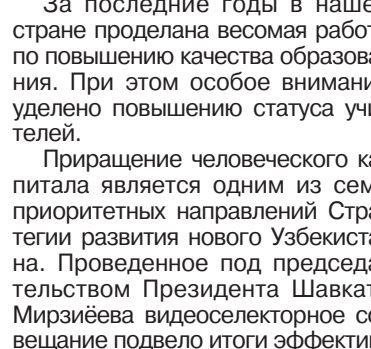 За последние годы в наше
стране проделана весомая работ
по повышению качества образова
ния. При этом особое внимани
уделено повышению статуса учи
телей.
Приращение человеческого ка
питала является одним из сем
приоритетных направлений Стра
тегии развития нового Узбекиста
на. Проведенное под председа
тельством Президента Шавкат
Мирзиёева видеоселекторное со
вещание подвело итоги эффектив